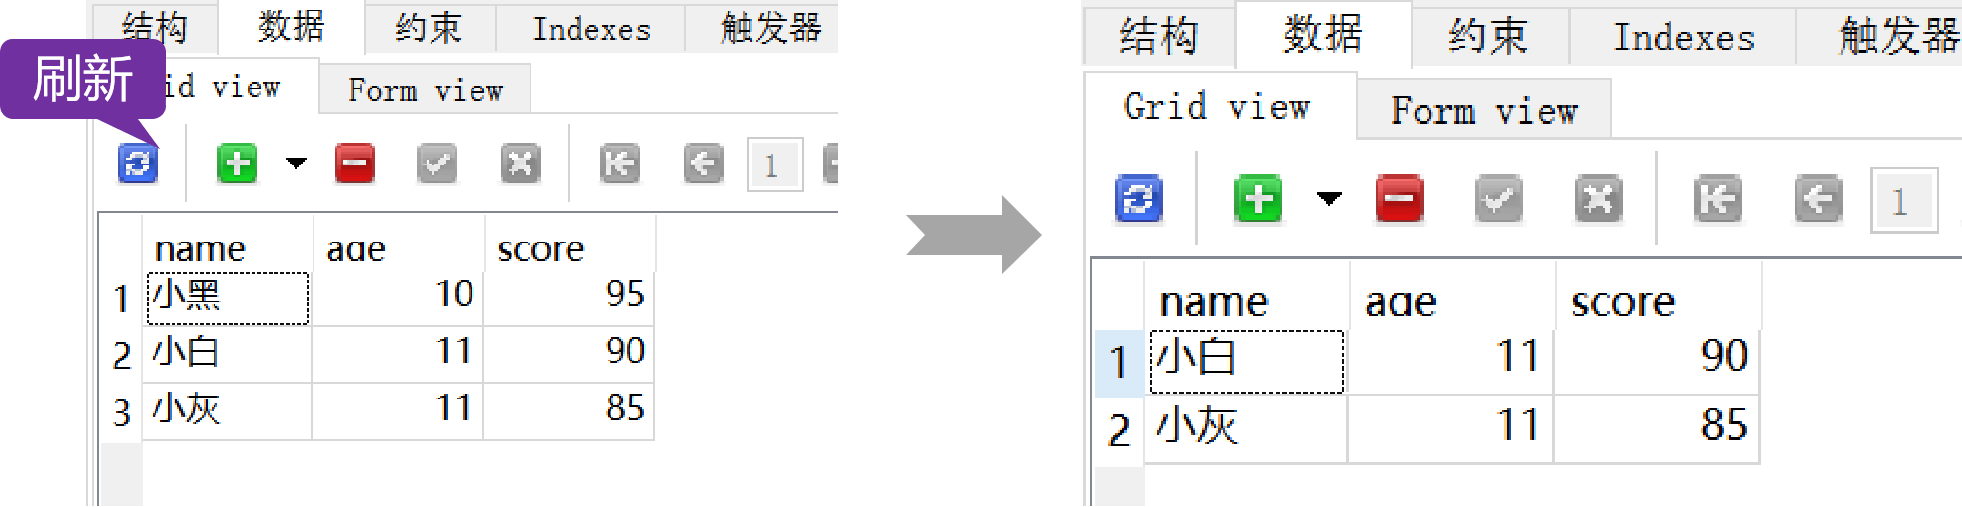 结构 数据 约束 Indexes 触发器
刷新
id view Form view
1
name age score
1 小黑 10 95
2 小白 11 90
3 小灰 11 85
结构 数据 约束 Indexes 触发器
Grid view Form view
1
name age score
1 小白 11 90
2 小灰 11 85